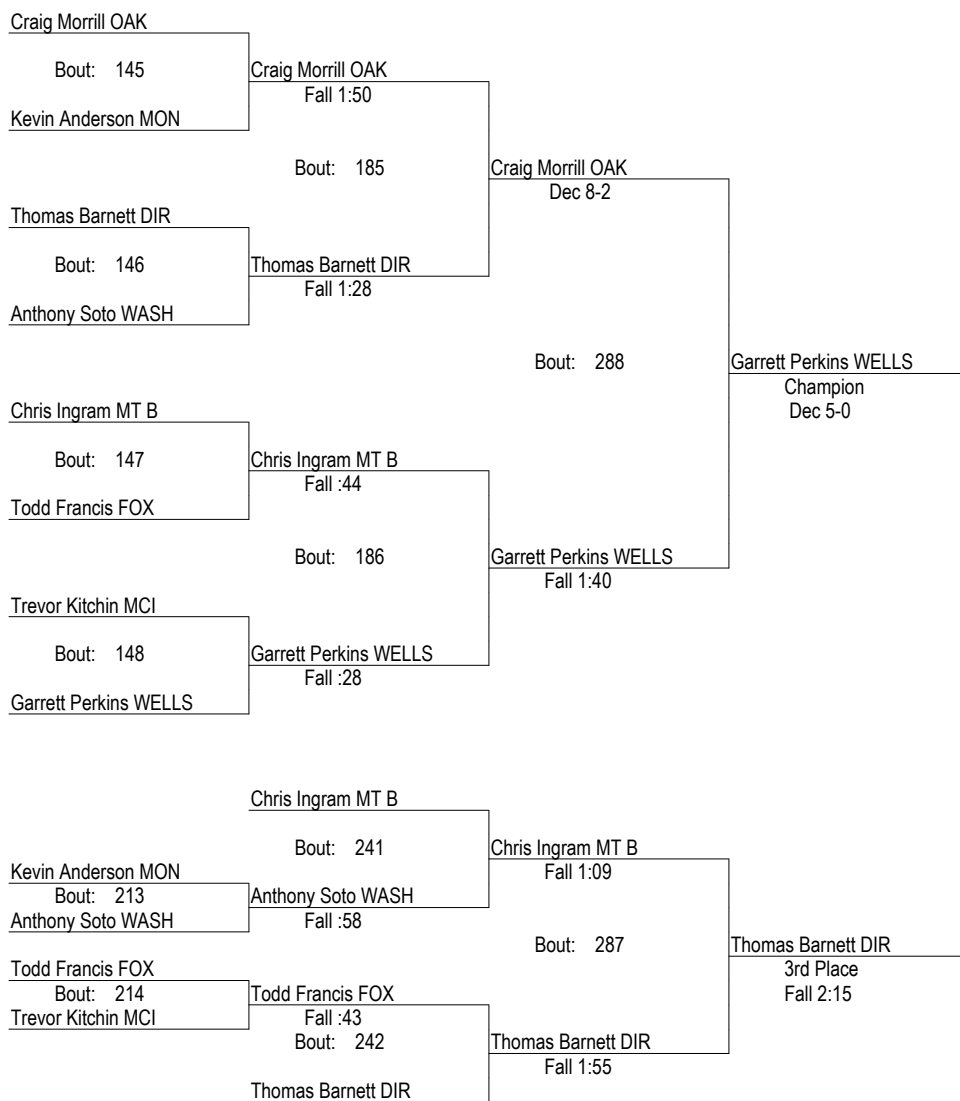 Craig Morrill OAK
Bout: 145
Craig Morrill OAK
Fall 1:50
Kevin Anderson MON
Bout: 185
Craig Morrill OAK
Dec 8-2
Thomas Barnett DIR
Bout: 146
Thomas Barnett DIR
Fall 1:28
Anthony Soto WASH
Bout: 288
Garrett Perkins WELLS
Champion
Dec 5-0
Chris Ingram MT B
Bout: 147
Chris Ingram MT B
Fall :44
Todd Francis FOX
Bout: 186
Garrett Perkins WELLS
Fall 1:40
Trevor Kitchin MCI
Bout: 148
Garrett Perkins WELLS
Fall :28
Garrett Perkins WELLS
Chris Ingram MT B
Bout: 241
Chris Ingram MT B
Fall 1:09
Kevin Anderson MON
Bout: 213
Anthony Soto WASH
Anthony Soto WASH
Fall :58
Bout: 287
Thomas Barnett DIR
3rd Place
Fall 2:15
Todd Francis FOX
Bout: 214
Todd Francis FOX
Trevor Kitchin MCI
Fall :43
Bout: 242
Thomas Barnett DIR
Fall 1:55
Thomas Barnett DIR